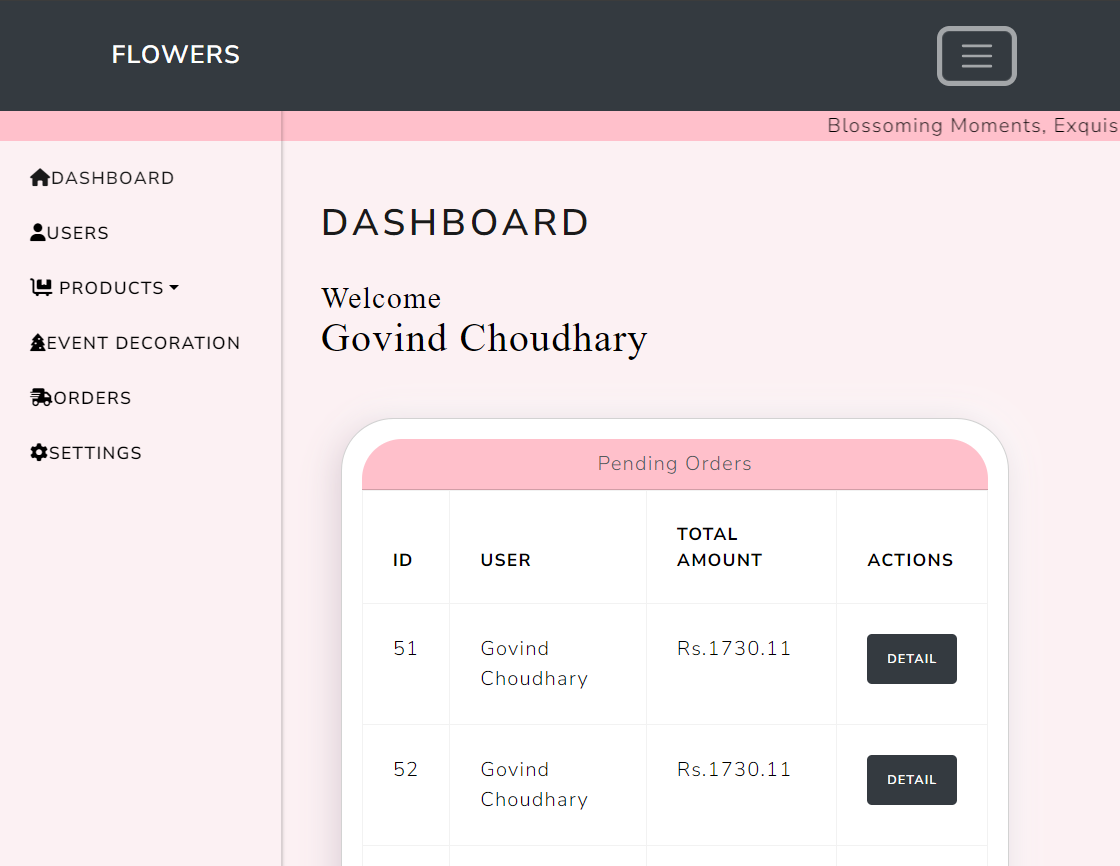 FLOWERS
Blossoming Moments, Exquis
DASHBOARD
USERS
PRODUCTS
EVENT DECORATION
ORDERS
SETTINGS
DASHBOARD
Welcome
Govind Choudhary
Pending Orders
ID USER TOTAL AMOUNT ACTIONS
51 Govind Choudhary Rs.1730.11 DETAIL
52 Govind Choudhary Rs.1730.11 DETAIL